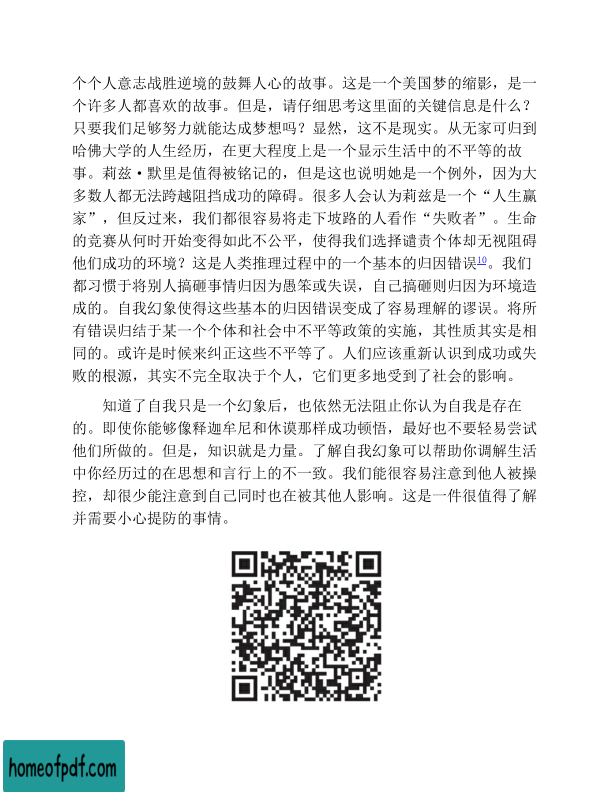 个个人意志战胜逆境的鼓舞人心的故事。这是一个美国梦的缩影，是一
个许多人都喜欢的故事。但是，请仔细思考这里面的关键信息是什么？
只要我们足够努力就能达成梦想吗？显然，这不是现实。从无家可归到
哈佛大学的人生经历，在更大程度上是一个显示生活中的不平等的故
事。莉兹·默里是值得被铭记的，但是这也说明她是一个例外，因为大
多数人都无法跨越阻挡成功的障碍。很多人会认为莉兹是一个“人生赢
家”，但反过来，我们都很容易将走下坡路的人看作“失败者”。生命
的竞赛从何时开始变得如此不公平，使得我们选择谴责个体却无视阻碍
他们成功的环境？这是人类推理过程中的一个基本的归因错误10。我们
都习惯于将别人搞砸事情归因为愚笨或失误，自己搞砸则归因为环境造
成的。自我幻象使得这些基本的归因错误变成了容易理解的谬误。将所
有错误归结于某一个个体和社会中不平等政策的实施，其性质其实是相
同的。或许是时候来纠正这些不平等了。人们应该重新认识到成功或失
败的根源，其实不完全取决于个人，它们更多地受到了社会的影响。
知道了自我只是一个幻象后，也依然无法阻止你认为自我是存在
的。即使你能够像释迦牟尼和休谟那样成功顿悟，最好也不要轻易尝试
他们所做的。但是，知识就是力量。了解自我幻象可以帮助你调解生活
中你经历过的在思想和言行上的不一致。我们能很容易注意到他人被操
控，却很少能注意到自己同时也在被其他人影响。这是一件很值得了解
并需要小心提防的事情。
homeofpdf.com